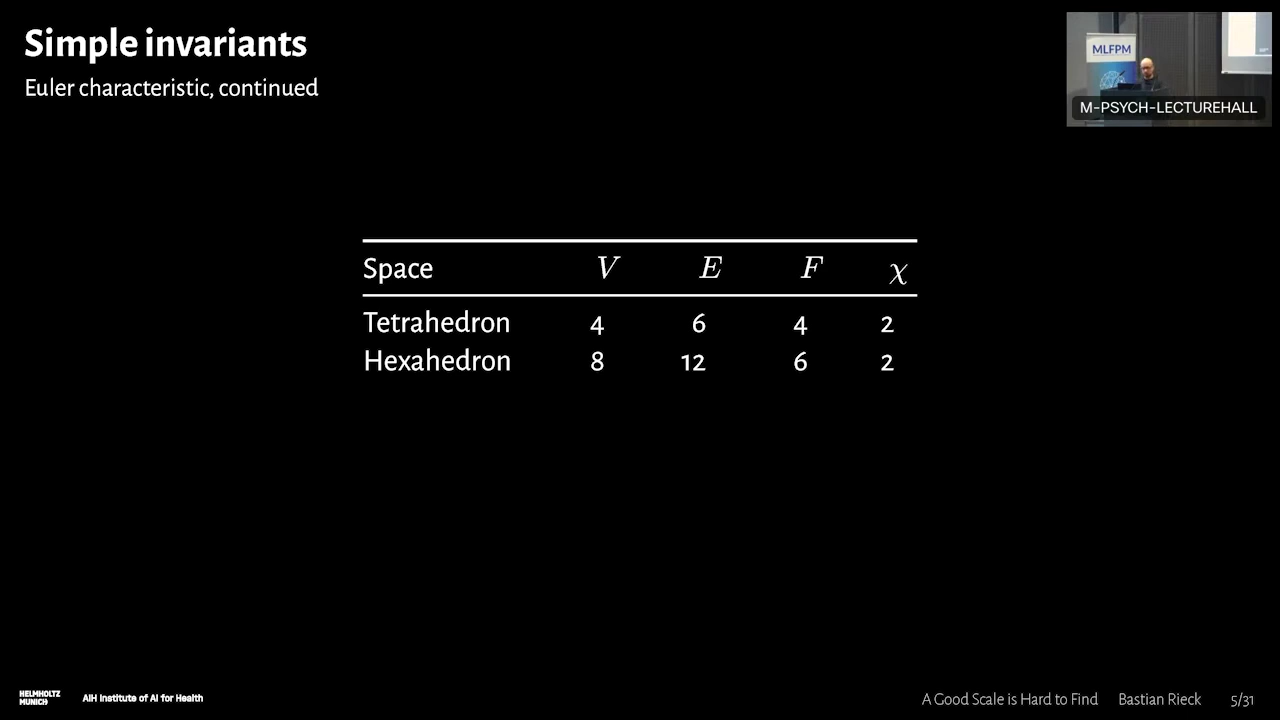 Simple invariants
Euler characteristic, continued
MLFPM
M-PSYCH-LECTUREHALL
Space V E F χ
Tetrahedron 4 6 4 2
Hexahedron 8 12 6 2
HELMHOLTZ
MUNICH
AIH Institute of AI for Health
A Good Scale is Hard to Find Bastian Rieck 5/31